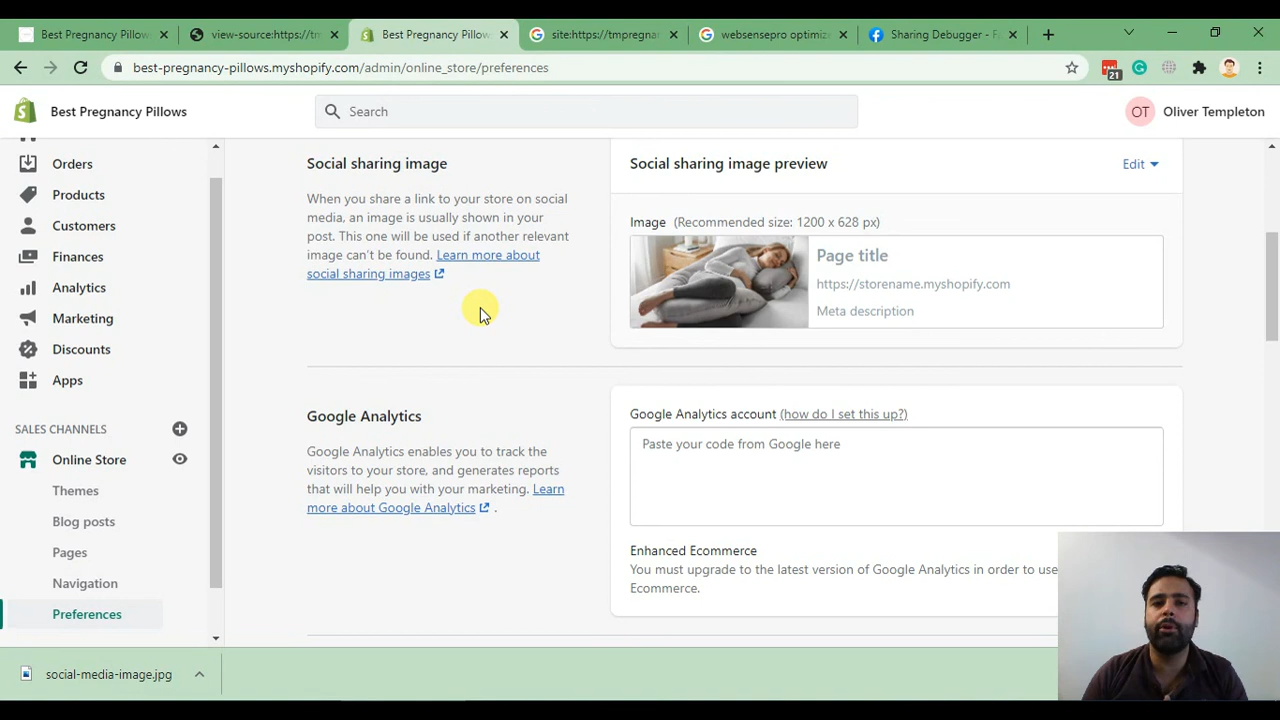 Best Pregnancy Pillow
view-source:https://tm
Best Pregnancy Pillow
site:https://tmpregna
websensepro optimiz
Sharing Debugger - F
best-pregnancy-pillows.myshopify.com/admin/online_store/preferences
21
Best Pregnancy Pillows
Search
OT
Oliver Templeton
Orders
Products
Customers
Finances
Analytics
Marketing
Discounts
Apps
SALES CHANNELS
Online Store
Themes
Blog posts
Pages
Navigation
Preferences
Social sharing image
When you share a link to your store on social
media, an image is usually shown in your
post. This one will be used if another relevant
image can't be found. Learn more about
social sharing images
Social sharing image preview
Edit
Image (Recommended size: 1200 x 628 px)
Page title
https://storename.myshopify.com
Meta description
Google Analytics
Google Analytics enables you to track the
visitors to your store, and generates reports
that will help you with your marketing. Learn
more about Google Analytics .
Google Analytics account (how do I set this up?)
Paste your code from Google here
Enhanced Ecommerce
You must upgrade to the latest version of Google Analytics in order to use
Ecommerce.
social-media-image.jpg